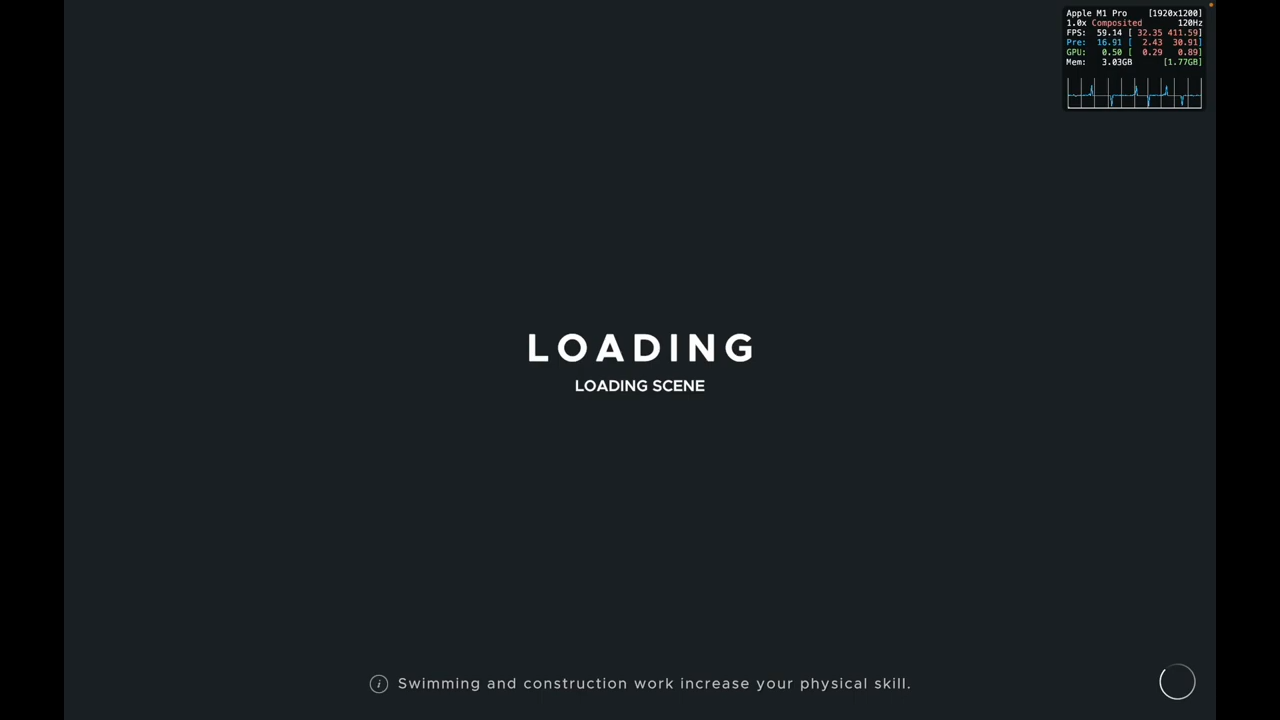 Apple M1 Pro [1920x1200]
1.0x Composited 120Hz
FPS: 59.14 [ 32.35 411.59]
Pre: 16.91 [ 2.43 30.91]
GPU: 0.50 [ 0.29 0.89]
Mem: 3.03GB [1.77GB]
LOADING
LOADING SCENE
Swimming and construction work increase your physical skill.